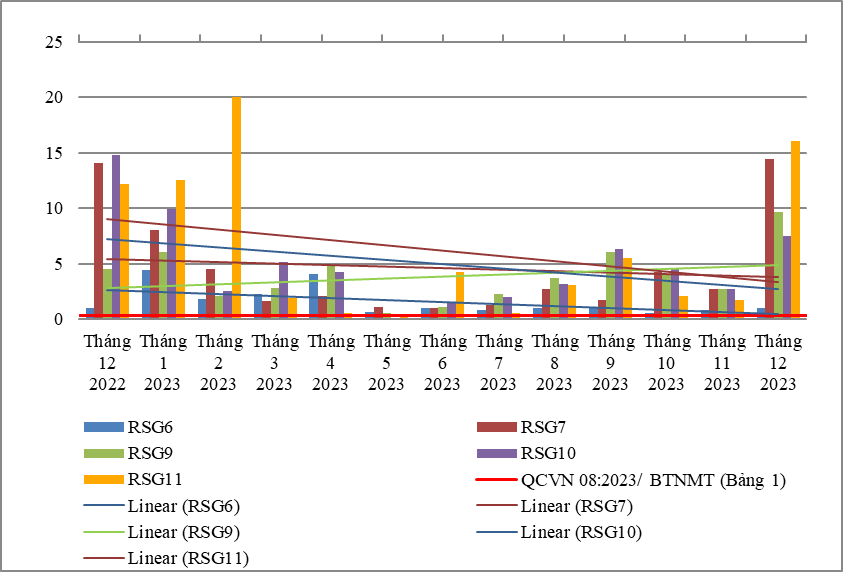 25
20
15
10
5
0
Tháng 12 2022
Tháng 1 2023
Tháng 2 2023
Tháng 3 2023
Tháng 4 2023
Tháng 5 2023
Tháng 6 2023
Tháng 7 2023
Tháng 8 2023
Tháng 9 2023
Tháng 10 2023
Tháng 11 2023
Tháng 12 2023
RSG6
RSG7
RSG9
RSG10
RSG11
QCVN 08:2023/ BTNMT (Bảng 1)
Linear (RSG6)
Linear (RSG7)
Linear (RSG9)
Linear (RSG10)
Linear (RSG11)